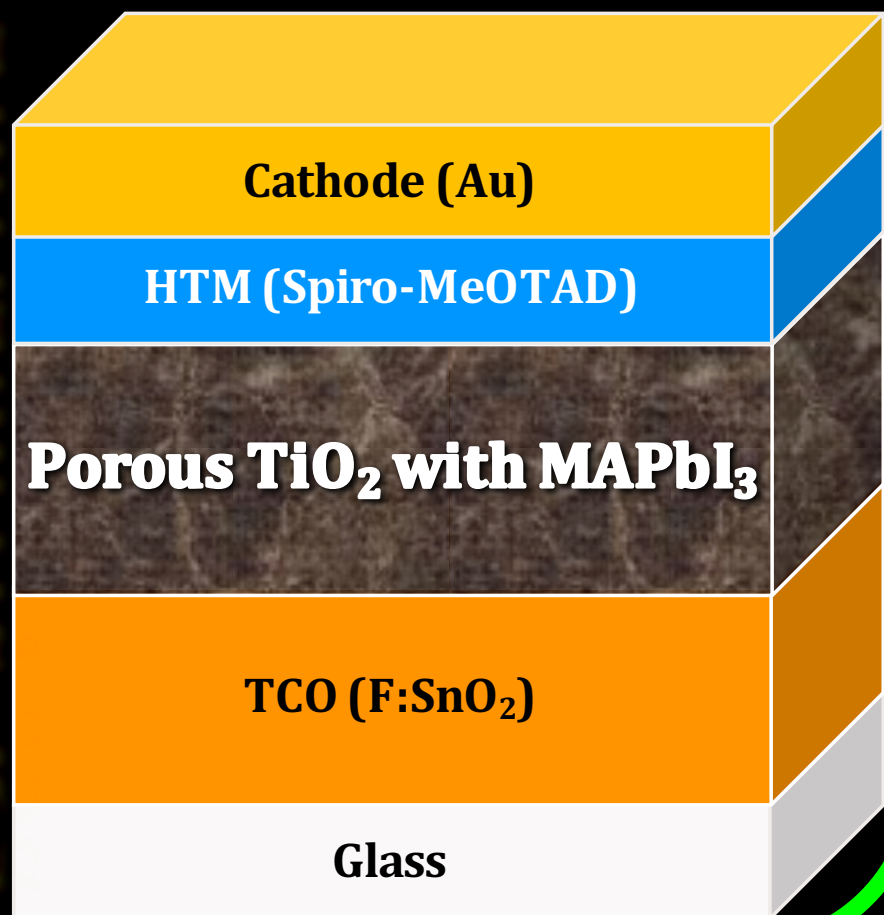 Cathode (Au)
HTM (Spiro-MeOTAD)
Porous TiO₂ with MAPbI₃
TCO (F:SnO₂)
Glass